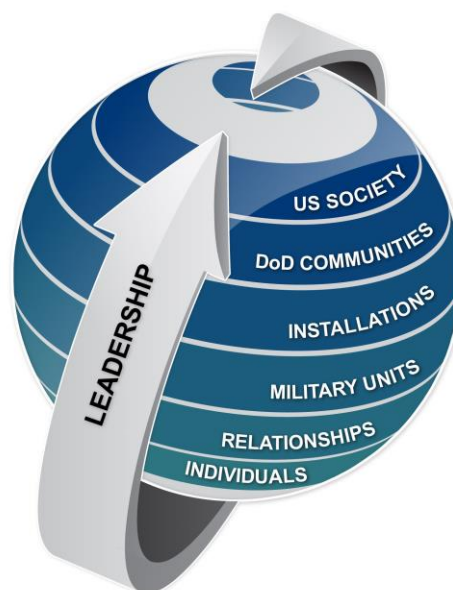 US SOCIETY
DoD COMMUNITIES
INSTALLATIONS
MILITARY UNITS
RELATIONSHIPS
INDIVIDUALS
LEADERSHIP